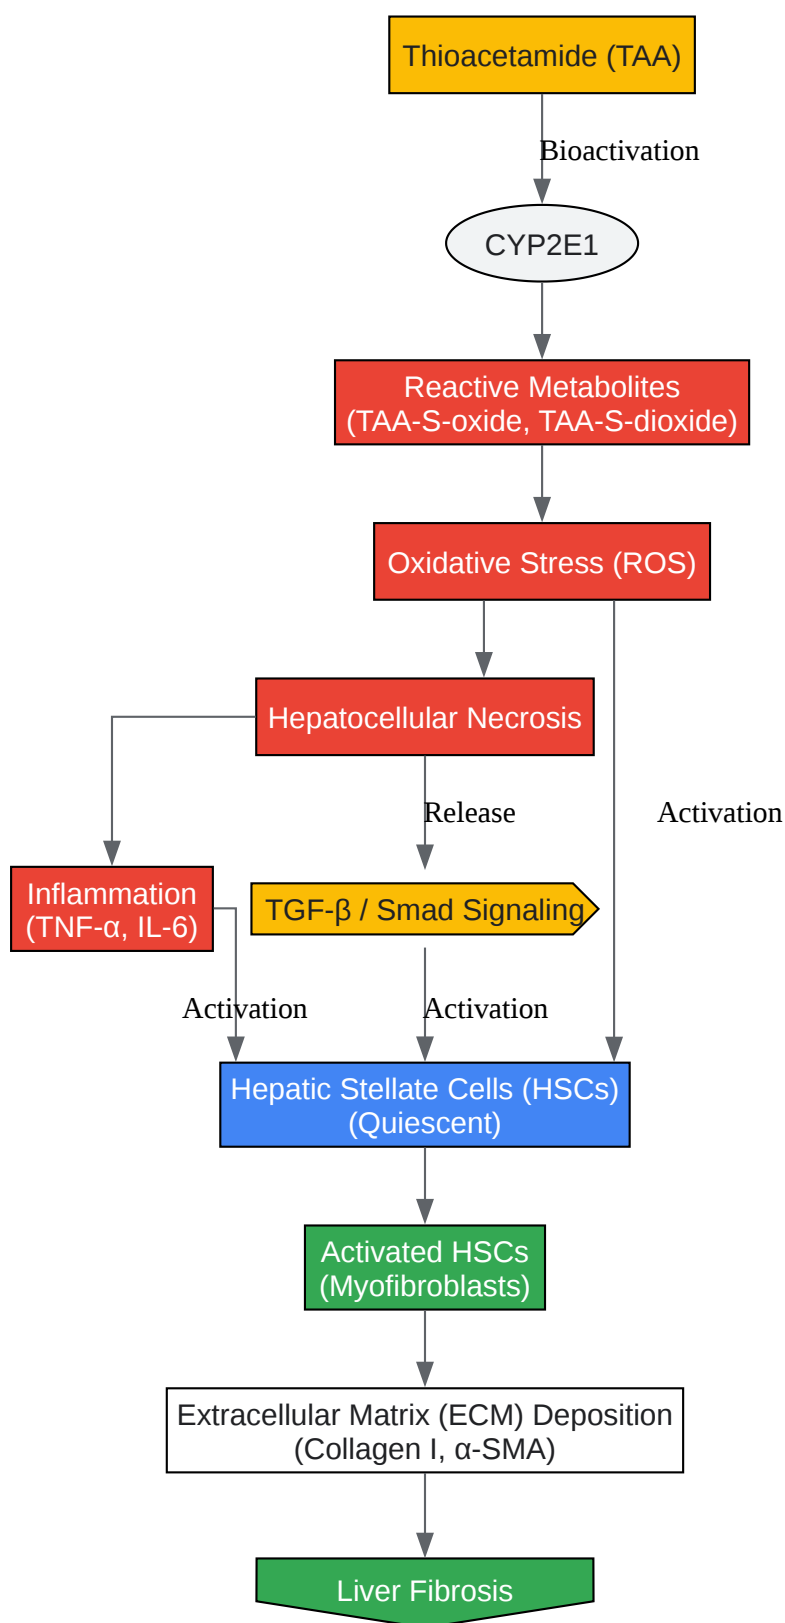 Thioacetamide (TAA)
Bioactivation
CYP2E1
Reactive Metabolites
(TAA-S-oxide, TAA-S-dioxide)
Oxidative Stress (ROS)
Hepatocellular Necrosis
Release
Activation
Inflammation
(TNF-α, IL-6)
TGF-β / Smad Signaling
Activation
Activation
Hepatic Stellate Cells (HSCs)
(Quiescent)
Activated HSCs
(Myofibroblasts)
Extracellular Matrix (ECM) Deposition
(Collagen I, α-SMA)
Liver Fibrosis